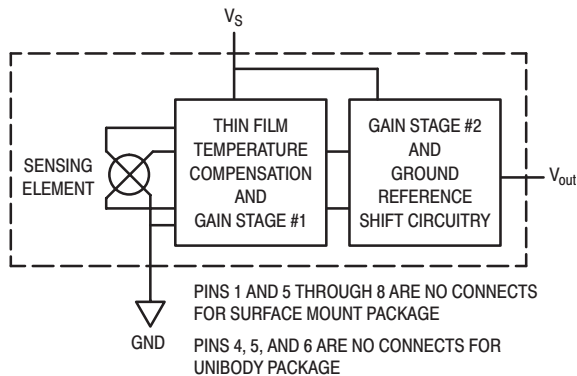 V_S
THIN FILM
TEMPERATURE
COMPENSATION
AND
GAIN STAGE #1
GAIN STAGE #2
AND
GROUND
REFERENCE
SHIFT CIRCUITRY
SENSING
ELEMENT
V_out
GND
PINS 1 AND 5 THROUGH 8 ARE NO CONNECTS
FOR SURFACE MOUNT PACKAGE
PINS 4, 5, AND 6 ARE NO CONNECTS FOR
UNIBODY PACKAGE